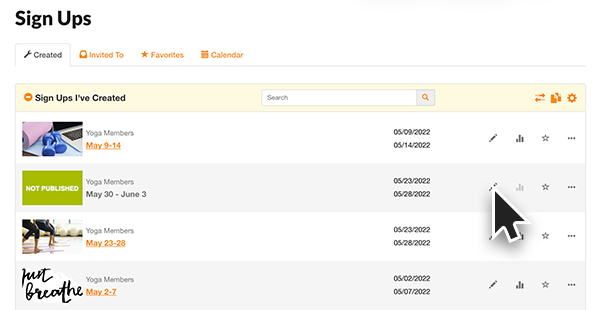 Sign Ups
Created
Invited To
Favorites
Calendar
Sign Ups I've Created
Search
Yoga Members
May 9-14
05/09/2022
05/14/2022
NOT PUBLISHED
Yoga Members
May 30 - June 3
05/23/2022
05/28/2022
Yoga Members
May 23-28
05/23/2022
05/28/2022
Just
breathe
Yoga Members
May 2-7
05/02/2022
05/07/2022